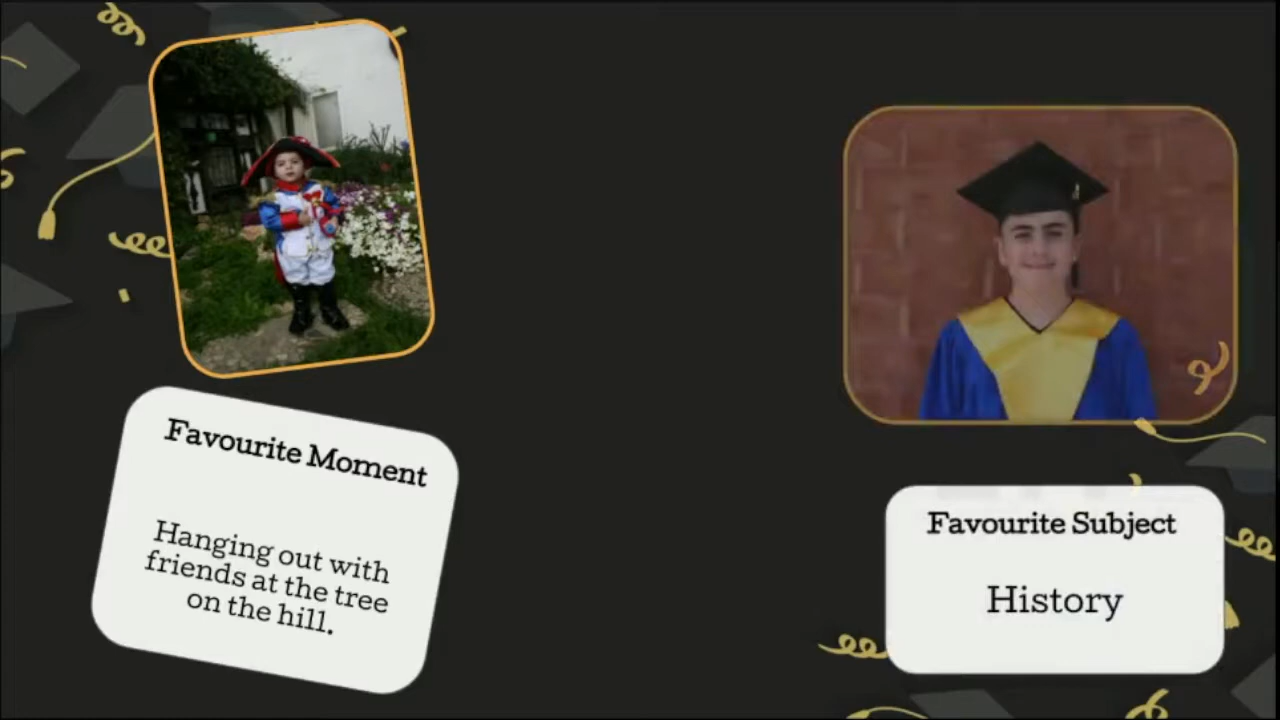 Favourite Moment
Hanging out with
friends at the tree
on the hill.
Favourite Subject
History